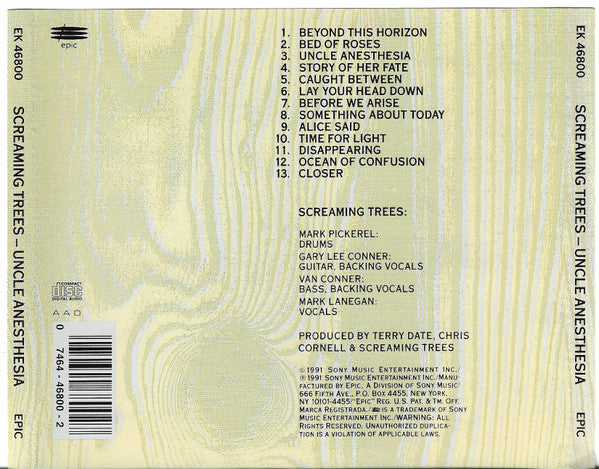 EK 46800
SCREAMING TREES – UNCLE ANESTHESIA
EPIC
epic
1. BEYOND THIS HORIZON
2. BED OF ROSES
3. UNCLE ANESTHESIA
4. STORY OF HER FATE
5. CAUGHT BETWEEN
6. LAY YOUR HEAD DOWN
7. BEFORE WE ARISE
8. SOMETHING ABOUT TODAY
9. ALICE SAID
10. TIME FOR LIGHT
11. DISAPPEARING
12. OCEAN OF CONFUSION
13. CLOSER
SCREAMING TREES:
MARK PICKEREL:
DRUMS
GARY LEE CONNER:
GUITAR, BACKING VOCALS
VAN CONNER:
BASS, BACKING VOCALS
MARK LANEGAN:
VOCALS
PRODUCED BY TERRY DATE, CHRIS
CORNELL & SCREAMING TREES
© 1991 SONY MUSIC ENTERTAINMENT INC./
℗ 1991 SONY MUSIC ENTERTAINMENT INC./MANU-
FACTURED BY EPIC, A DIVISION OF SONY MUSIC/
666 FIFTH AVE., P.O. BOX 4455, NEW YORK,
NY 10101-4455/"EPIC" REG. U.S. PAT. & TM. OFF.
MARCA REGISTRADA./ IS A TRADEMARK OF SONY
MUSIC ENTERTAINMENT INC./WARNING: ALL
RIGHTS RESERVED. UNAUTHORIZED DUPLICA-
TION IS A VIOLATION OF APPLICABLE LAWS.
COMPACT
disc
DIGITAL AUDIO
AAD
0 7464-46800-2
EK 46800
SCREAMING TREES – UNCLE ANESTHESIA
EPIC